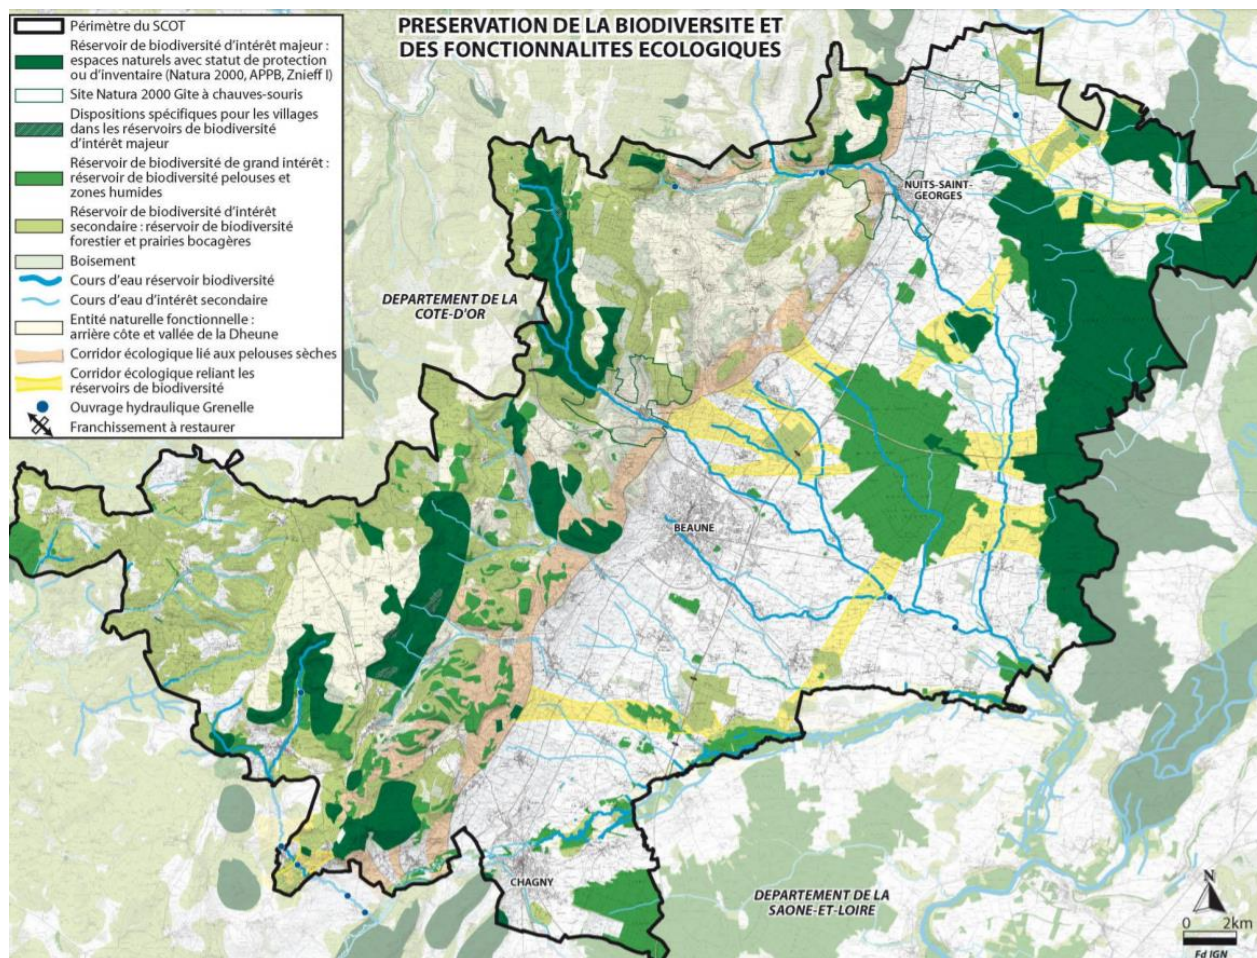 PRESERVATION DE LA BIODIVERSITE ET
DES FONCTIONNALITES ECOLOGIQUES
Périmètre du SCOT
Réservoir de biodiversité d'intérêt majeur :
espaces naturels avec statut de protection
ou d'inventaire (Natura 2000, APPB, Znieff I)
Site Natura 2000 Gite à chauves-souris
Dispositions spécifiques pour les villages
dans les réservoirs de biodiversité
d'intérêt majeur
Réservoir de biodiversité de grand intérêt :
réservoir de biodiversité pelouses et
zones humides
Réservoir de biodiversité d'intérêt
secondaire : réservoir de biodiversité
forestier et prairies bocagères
Boisement
Cours d'eau réservoir biodiversité
Cours d'eau d'intérêt secondaire
Entité naturelle fonctionnelle :
arrière côte et vallée de la Dheune
Corridor écologique lié aux pelouses sèches
Corridor écologique reliant les
réservoirs de biodiversité
Ouvrage hydraulique Grenelle
Franchissement à restaurer
NUITS-SAINT-
GEORGES
DEPARTEMENT DE LA
COTE-D'OR
BEAUNE
CHAGNY
DEPARTEMENT DE LA
SAONE-ET-LOIRE
N
0 2km
Fd IGN